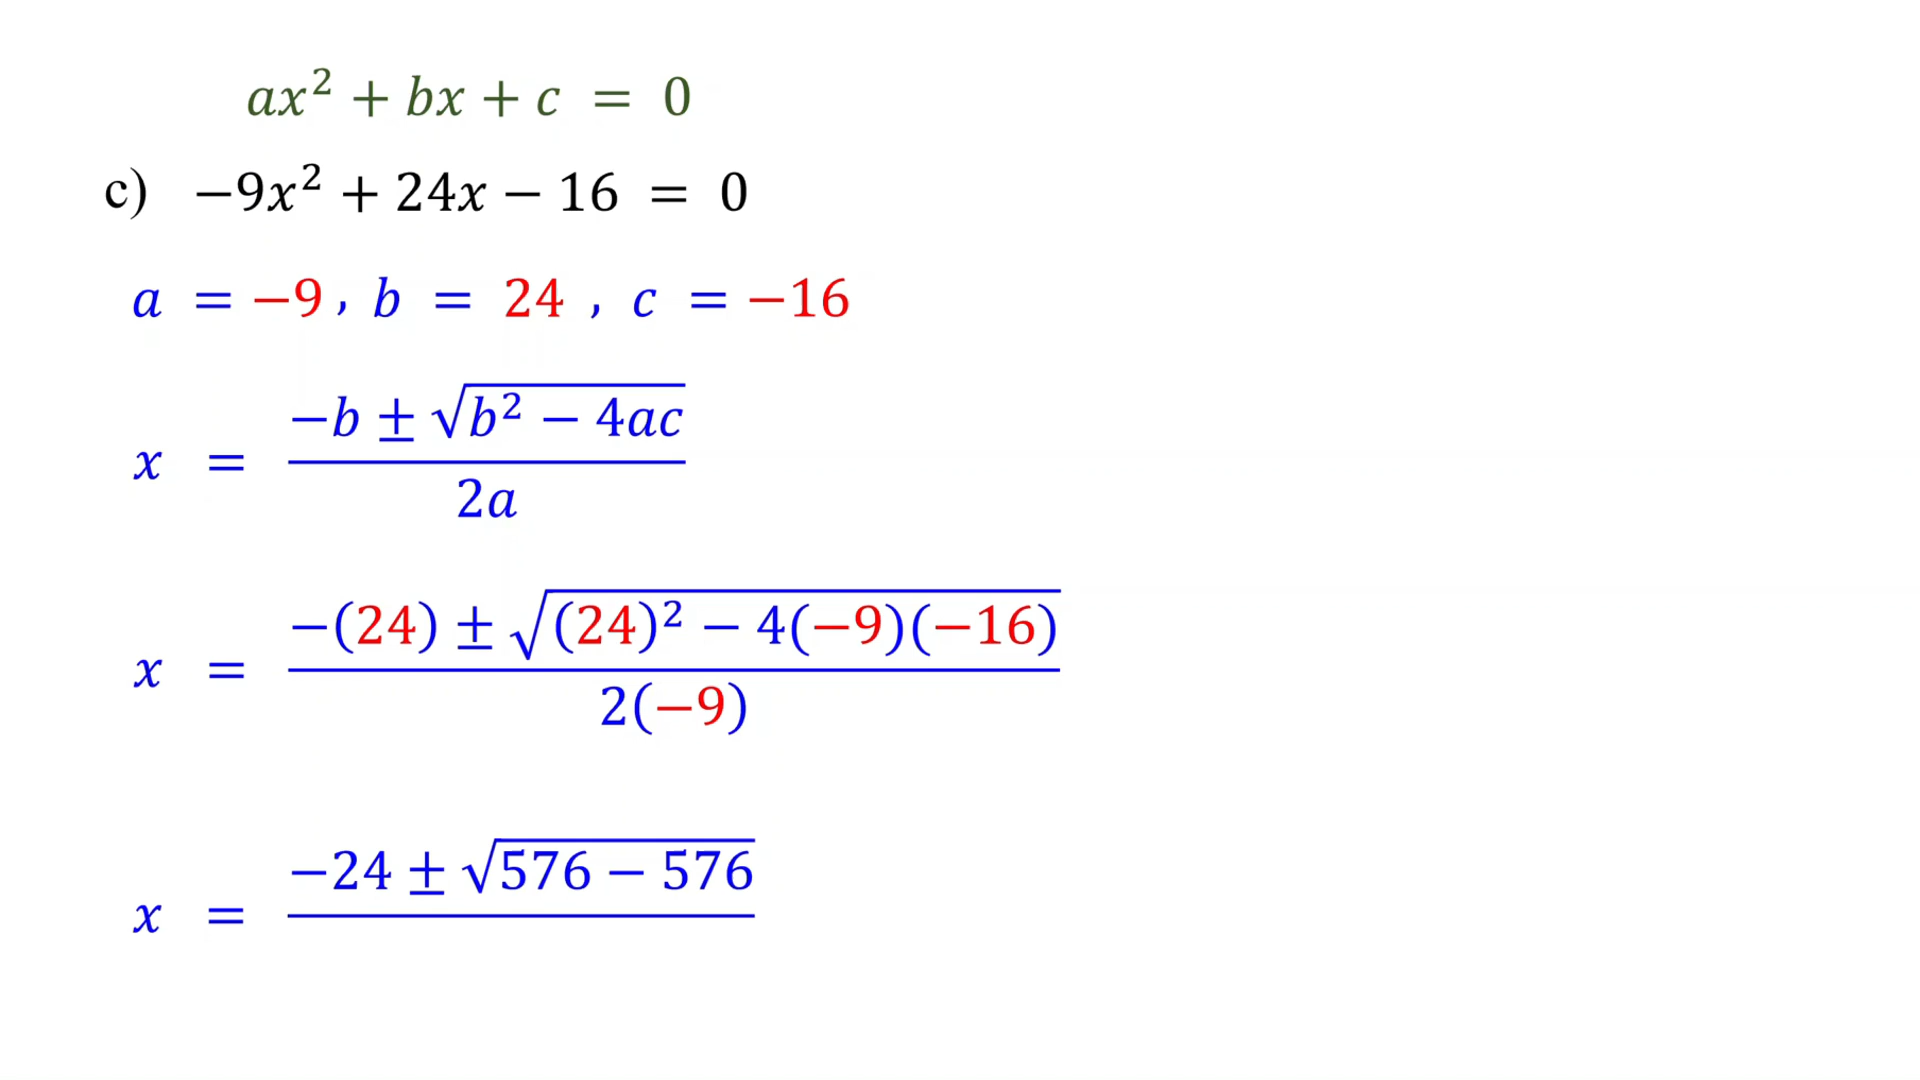 ax² + bx + c = 0
c) −9x² + 24x − 16 = 0
a = −9 , b = 24 , c = −16
x = (−b ± √(b² − 4ac)) / 2a
x = (−(24) ± √((24)² − 4(−9)(−16))) / 2(−9)
x = (−24 ± √(576 − 576)) /